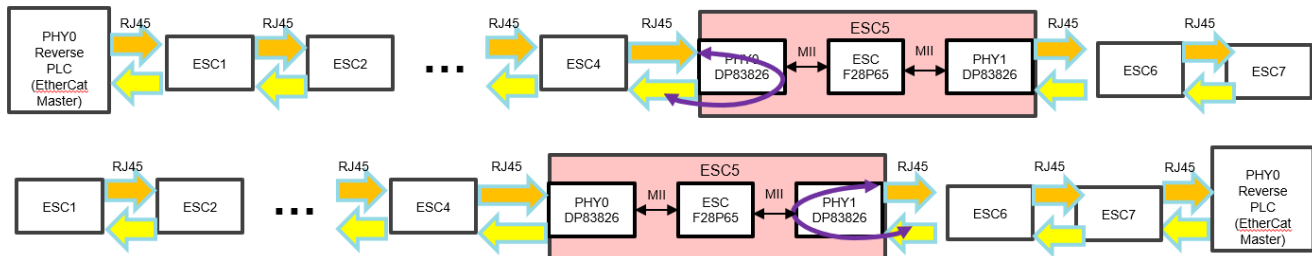 PHY0
Reverse
PLC
(EtherCat
Master)
RJ45
ESC1
RJ45
ESC2
...
RJ45
ESC4
RJ45
ESC5
PHY0
DP83826
MII
ESC
F28P65
MII
PHY1
DP83826
RJ45
ESC6
RJ45
ESC7
ESC1
RJ45
ESC2
...
RJ45
ESC4
RJ45
ESC5
PHY0
DP83826
MII
ESC
F28P65
MII
PHY1
DP83826
RJ45
ESC6
RJ45
ESC7
RJ45
PHY0
Reverse
PLC
(EtherCat
Master)